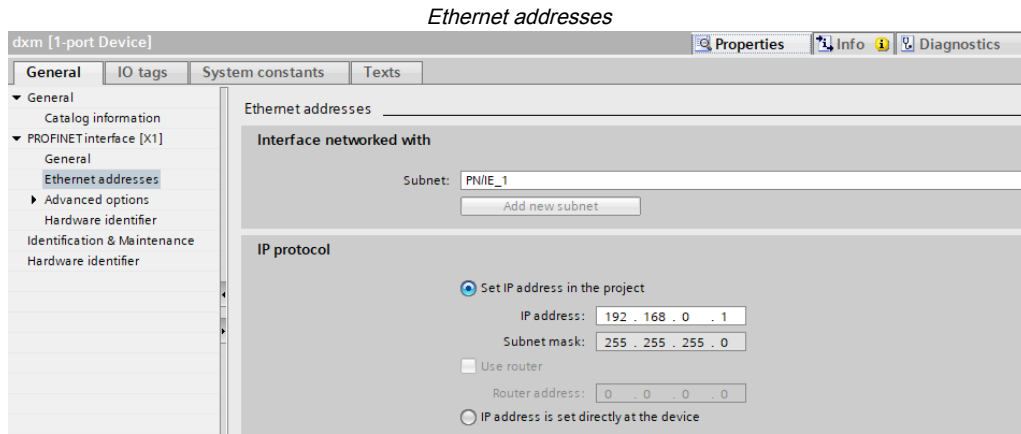 Ethernet addresses
dxm [1-port Device]
Properties Info Diagnostics
General IO tags System constants Texts
General
Catalog information
PROFINET interface [X1]
General
Ethernet addresses
Advanced options
Hardware identifier
Identification & Maintenance
Hardware identifier
Ethernet addresses
Interface networked with
Subnet: PN/IE_1
Add new subnet
IP protocol
Set IP address in the project
IP address: 192 . 168 . 0 . 1
Subnet mask: 255 . 255 . 255 . 0
Use router
Router address: 0 . 0 . 0 . 0
IP address is set directly at the device